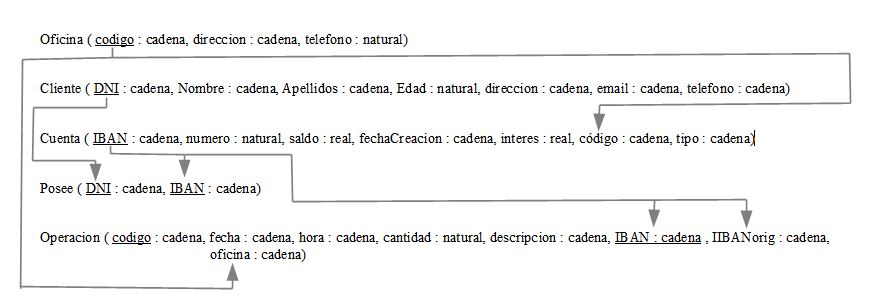 Oficina ( codigo : cadena, direccion : cadena, telefono : natural)
Cliente ( DNI : cadena, Nombre : cadena, Apellidos : cadena, Edad : natural, direccion : cadena, email : cadena, telefono : cadena)
Cuenta ( IBAN : cadena, numero : natural, saldo : real, fechaCreacion : cadena, interes : real, código : cadena, tipo : cadena)
Posee ( DNI : cadena, IBAN : cadena)
Operacion ( codigo : cadena, fecha : cadena, hora : cadena, cantidad : natural, descripcion : cadena, IBAN : cadena , IIBANorig : cadena,
oficina : cadena)